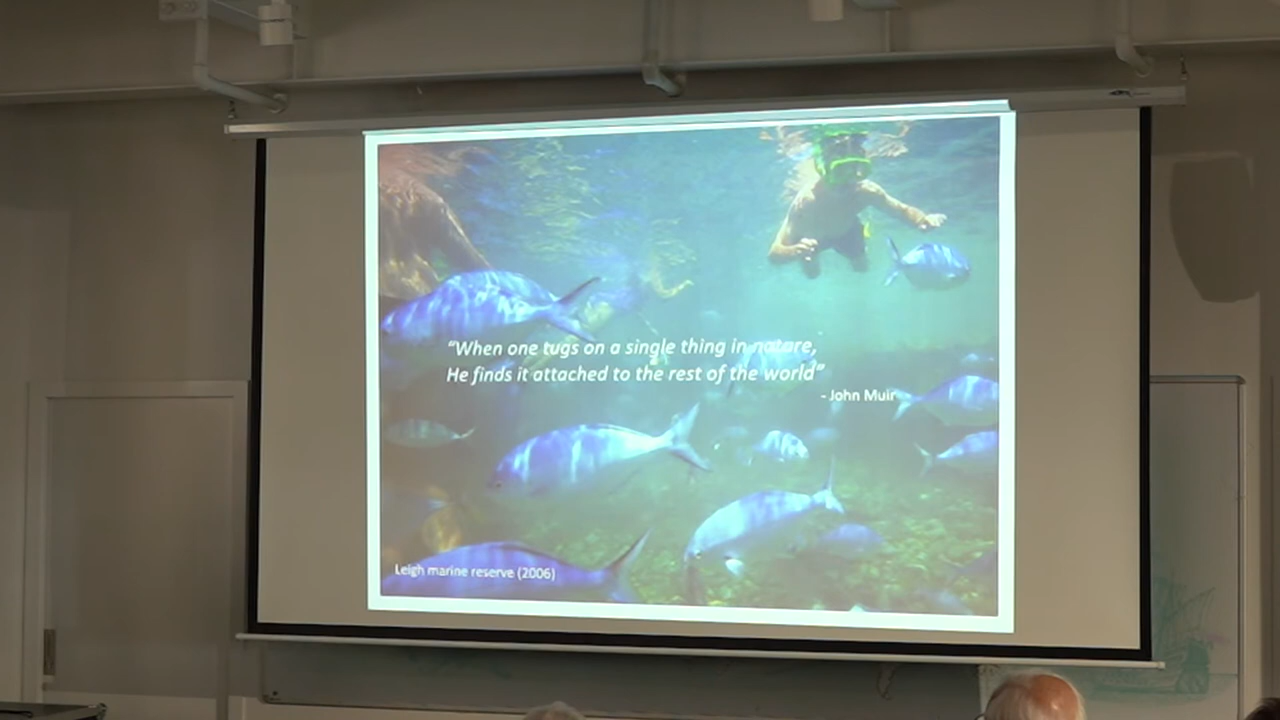 “When one tugs on a single thing in nature,
He finds it attached to the rest of the world”
- John Muir
Leigh marine reserve (2006)